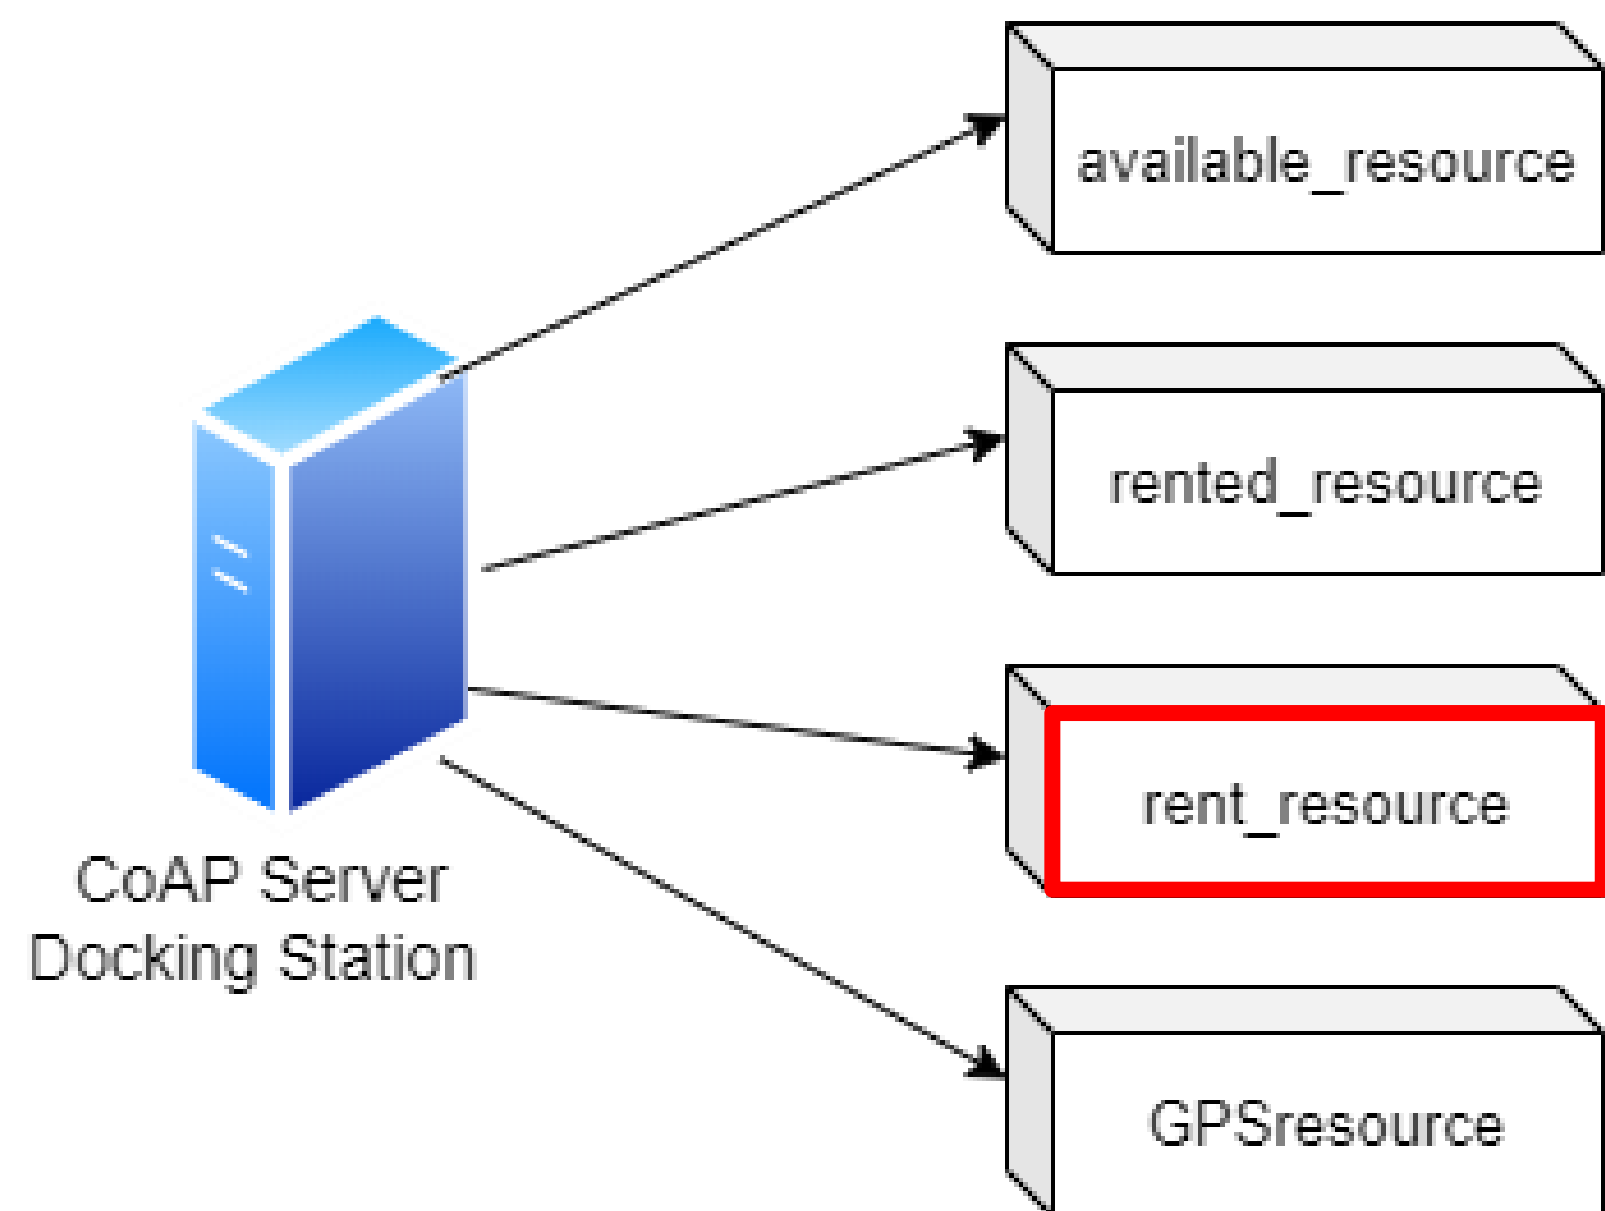 available_resource
rented_resource
rent_resource
CoAP Server
Docking Station
GPSresource